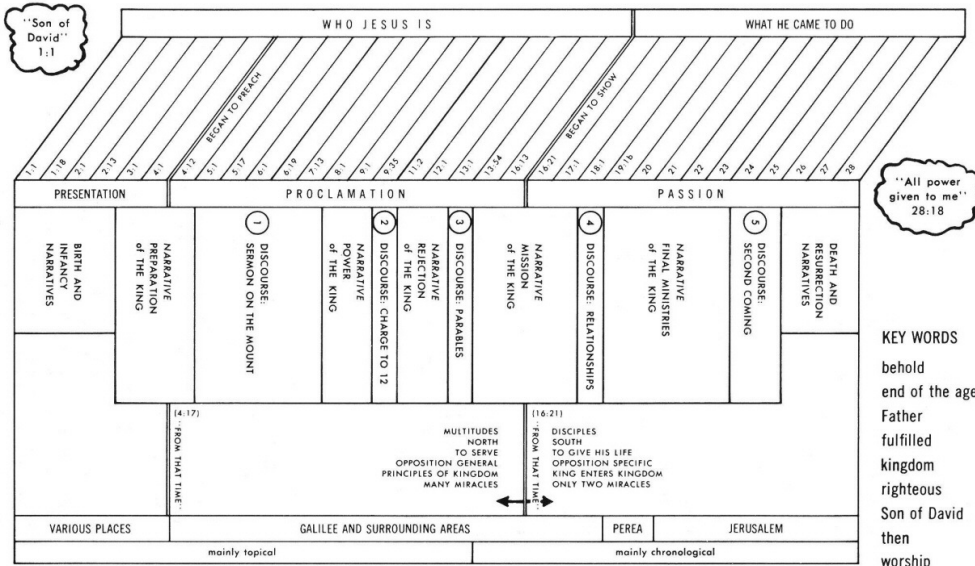 "Son of
David"
1:1
WHO JESUS IS
WHAT HE CAME TO DO
BEGAN TO PREACH
BEGAN TO SHOW
1:1
1:18
2:1
2:13
3:1
4:1
4:12
5:1
5:17
6:1
6:19
7:13
8:1
9:1
9:35
11:2
12:1
13:1
13:54
16:13
16:21
17:1
18:1
19:1b
20
21
22
23
24
25
26
27
28
PRESENTATION
PROCLAMATION
PASSION
"All power
given to me"
28:18
BIRTH AND
INFANCY
NARRATIVES
NARRATIVE
PREPARATION
of THE KING
1
DISCOURSE:
SERMON ON THE MOUNT
NARRATIVE
POWER
of THE KING
2
DISCOURSE: CHARGE TO 12
NARRATIVE
REJECTION
of THE KING
3
DISCOURSE: PARABLES
NARRATIVE
MISSION
of THE KING
4
DISCOURSE: RELATIONSHIPS
NARRATIVE
FINAL MINISTRIES
of THE KING
5
DISCOURSE:
SECOND COMING
DEATH AND
RESURRECTION
NARRATIVES
(4:17)
"FROM THAT TIME"
MULTITUDES
NORTH
TO SERVE
OPPOSITION GENERAL
PRINCIPLES OF KINGDOM
MANY MIRACLES
(16:21)
"FROM THAT TIME"
DISCIPLES
SOUTH
TO GIVE HIS LIFE
OPPOSITION SPECIFIC
KING ENTERS KINGDOM
ONLY TWO MIRACLES
VARIOUS PLACES
GALILEE AND SURROUNDING AREAS
PEREA
JERUSALEM
mainly topical
mainly chronological
KEY WORDS
behold
end of the age
Father
fulfilled
kingdom
righteous
Son of David
then
worship